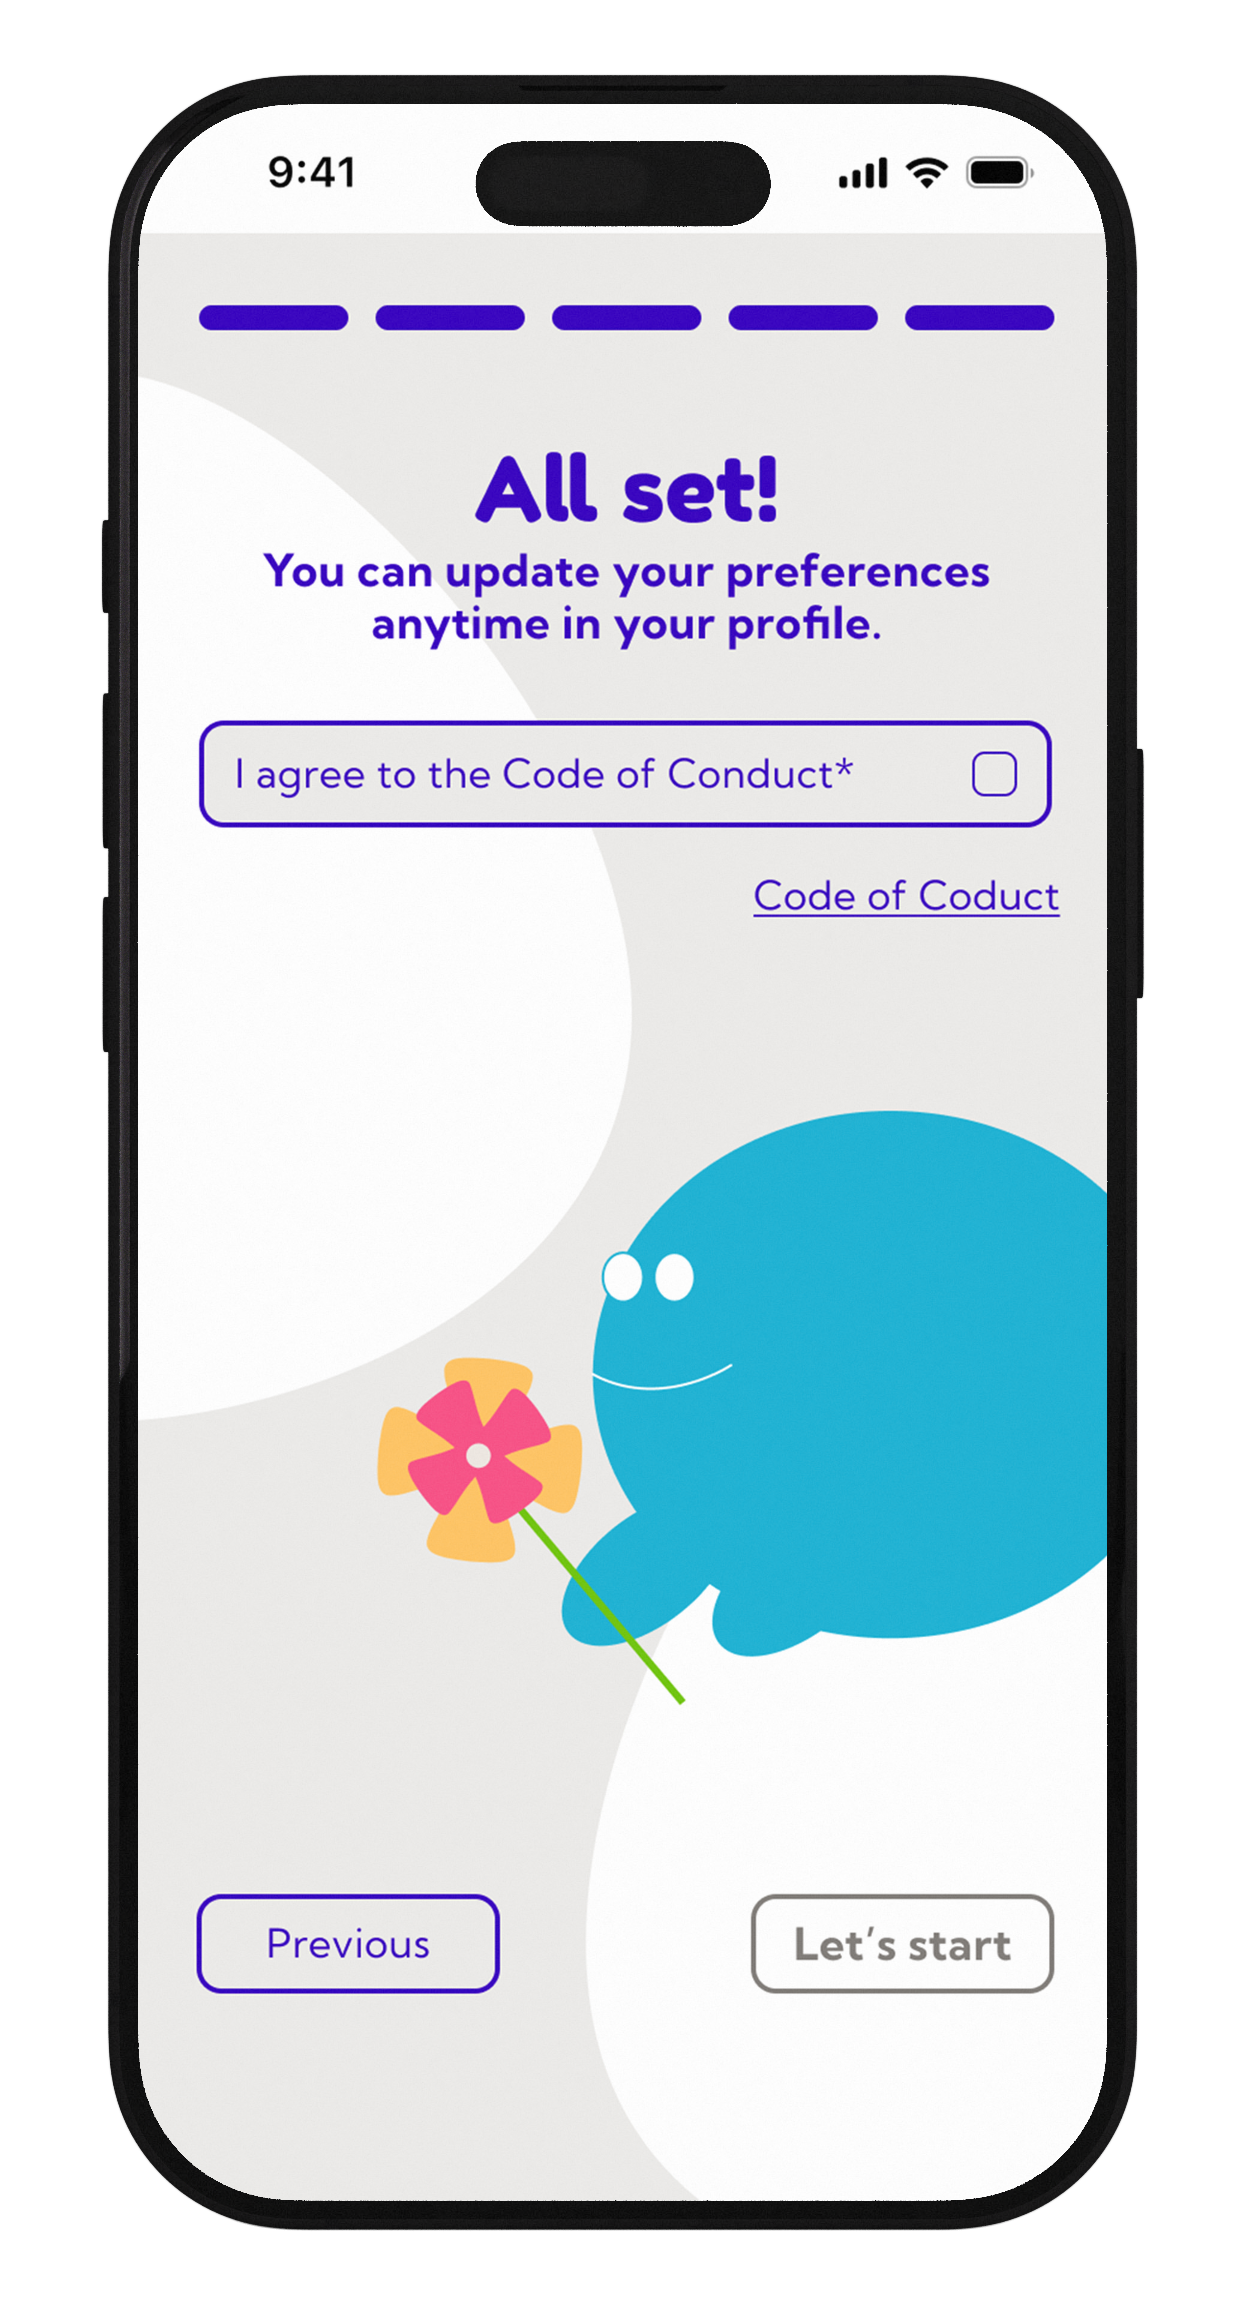 9:41
All set!
You can update your preferences
anytime in your profile.
I agree to the Code of Conduct*
Code of Coduct
Previous
Let’s start